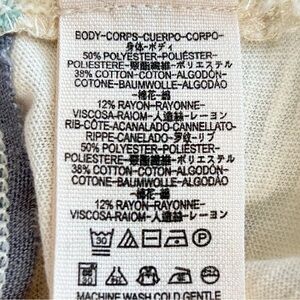 BODY-CORPS-CUERPO-CORPO-
身体-ボディ
50% POLYESTER-POLIÉSTER-
POLIESTERE-聚酯纖維-ポリエステル
38% COTTON-COTON-ALGODÓN-
COTONE-BAUMWOLLE-ALGODÃO
-棉花-綿
12% RAYON-RAYONNE-
VISCOSA-RAIOM-人造絲-レーヨン
RIB-CÔTE-ACANALADO-CANNELLATO-
RIPPE-CANELADO-罗纹-リブ
50% POLYESTER-POLIÉSTER-
POLIESTERE-聚酯纖維-ポリエステル
38% COTTON-COTON-ALGODÓN-
COTONE-BAUMWOLLE-ALGODÃO
-棉花-綿
12% RAYON-RAYONNE-
VISCOSA-RAIOM-人造絲-レーヨン
30 P
MACHINE WASH COLD GENTLE